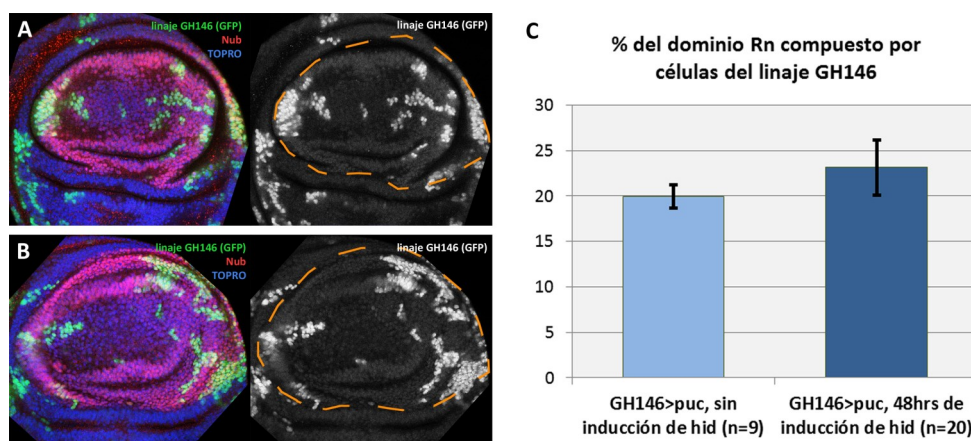 A
linaje GH146 (GFP)
Nub
TOPRO
linaje GH146 (GFP)
B
linaje GH146 (GFP)
Nub
TOPRO
linaje GH146 (GFP)
C
% del dominio Rn compuesto por
células del linaje GH146
30
25
20
15
10
5
0
GH146>puc, sin
inducción de hid (n=9)
GH146>puc, 48hrs de
inducción de hid (n=20)